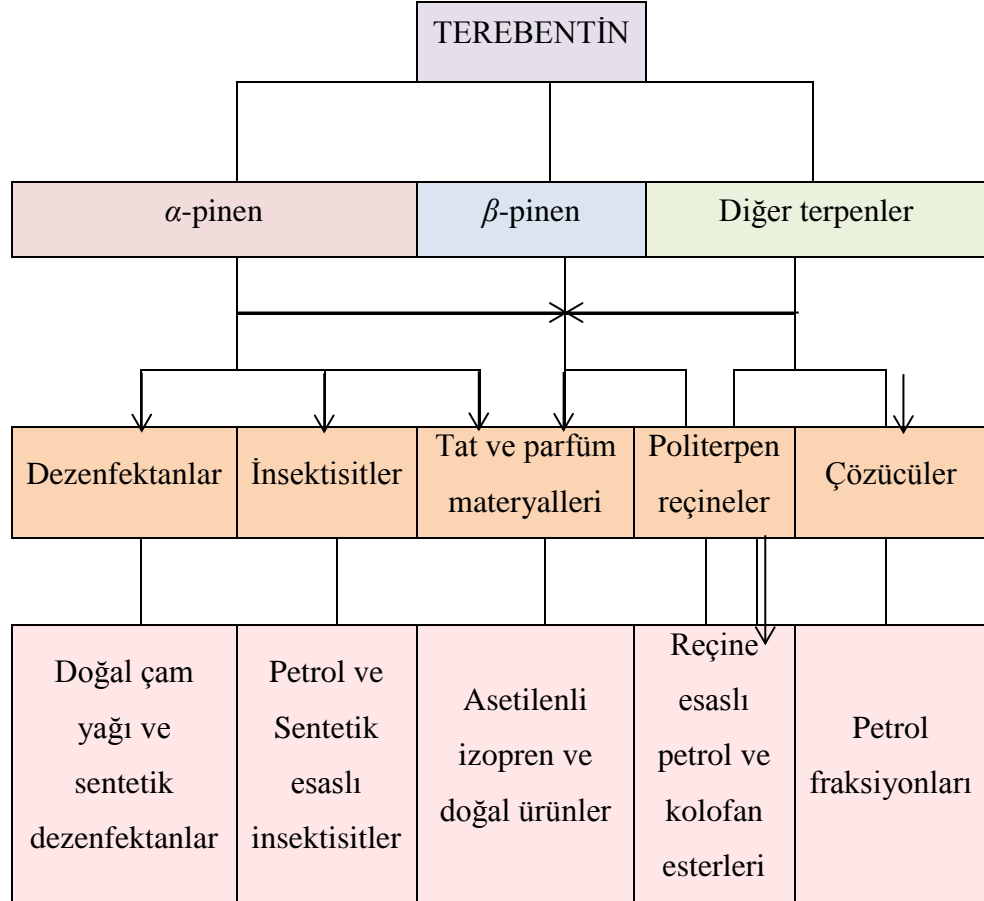 TEREBENTİN
α-pinen
β-pinen
Diğer terpenler
Dezenfektanlar
İnsektisitler
Tat ve parfüm
materyalleri
Politerpen
reçineler
Çözücüler
Doğal çam
yağı ve
sentetik
dezenfektanlar
Petrol ve
Sentetik
esaslı
insektisitler
Asetilenli
izopren ve
doğal ürünler
Reçine
esaslı
petrol ve
kolofan
esterleri
Petrol
fraksiyonları